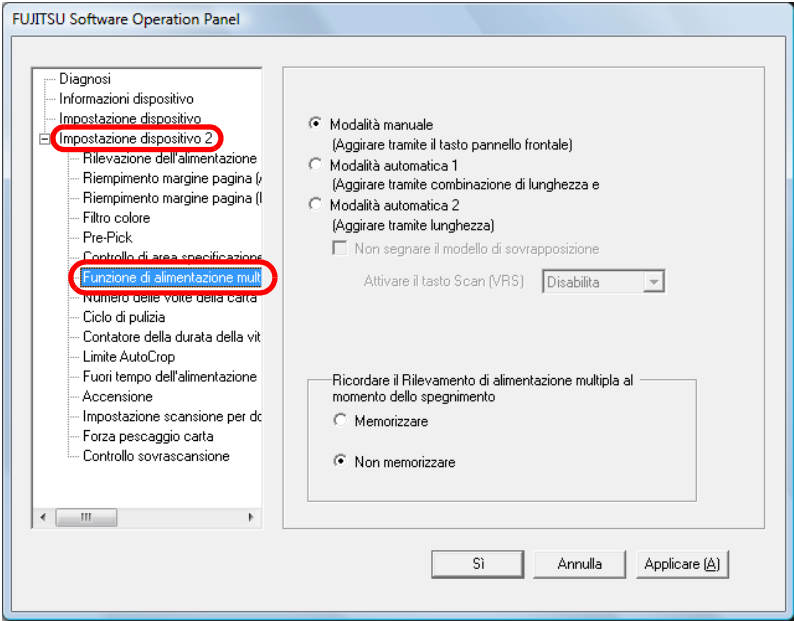 FUJITSU Software Operation Panel
Diagnosi
Informazioni dispositivo
Impostazione dispositivo
Impostazione dispositivo 2
Rilevazione dell'alimentazione
Riempimento margine pagina (
Riempimento margine pagina (
Filtro colore
Pre-Pick
Controllo di area specificazione
Funzione di alimentazione mult
Numero delle volte della carta
Ciclo di pulizia
Contatore della durata della vit
Limite AutoCrop
Fuori tempo dell'alimentazione
Accensione
Impostazione scansione per do
Forza pescaggio carta
Controllo sovrascansione
Modalità manuale
(Aggirare tramite il tasto pannello frontale)
Modalità automatica 1
(Aggirare tramite combinazione di lunghezza e
Modalità automatica 2
(Aggirare tramite lunghezza)
Non segnare il modello di sovrapposizione
Attivare il tasto Scan (VRS)
Disabilita
Ricordare il Rilevamento di alimentazione multipla al
momento dello spegnimento
Memorizzare
Non memorizzare
Sì
Annulla
Applicare (A)